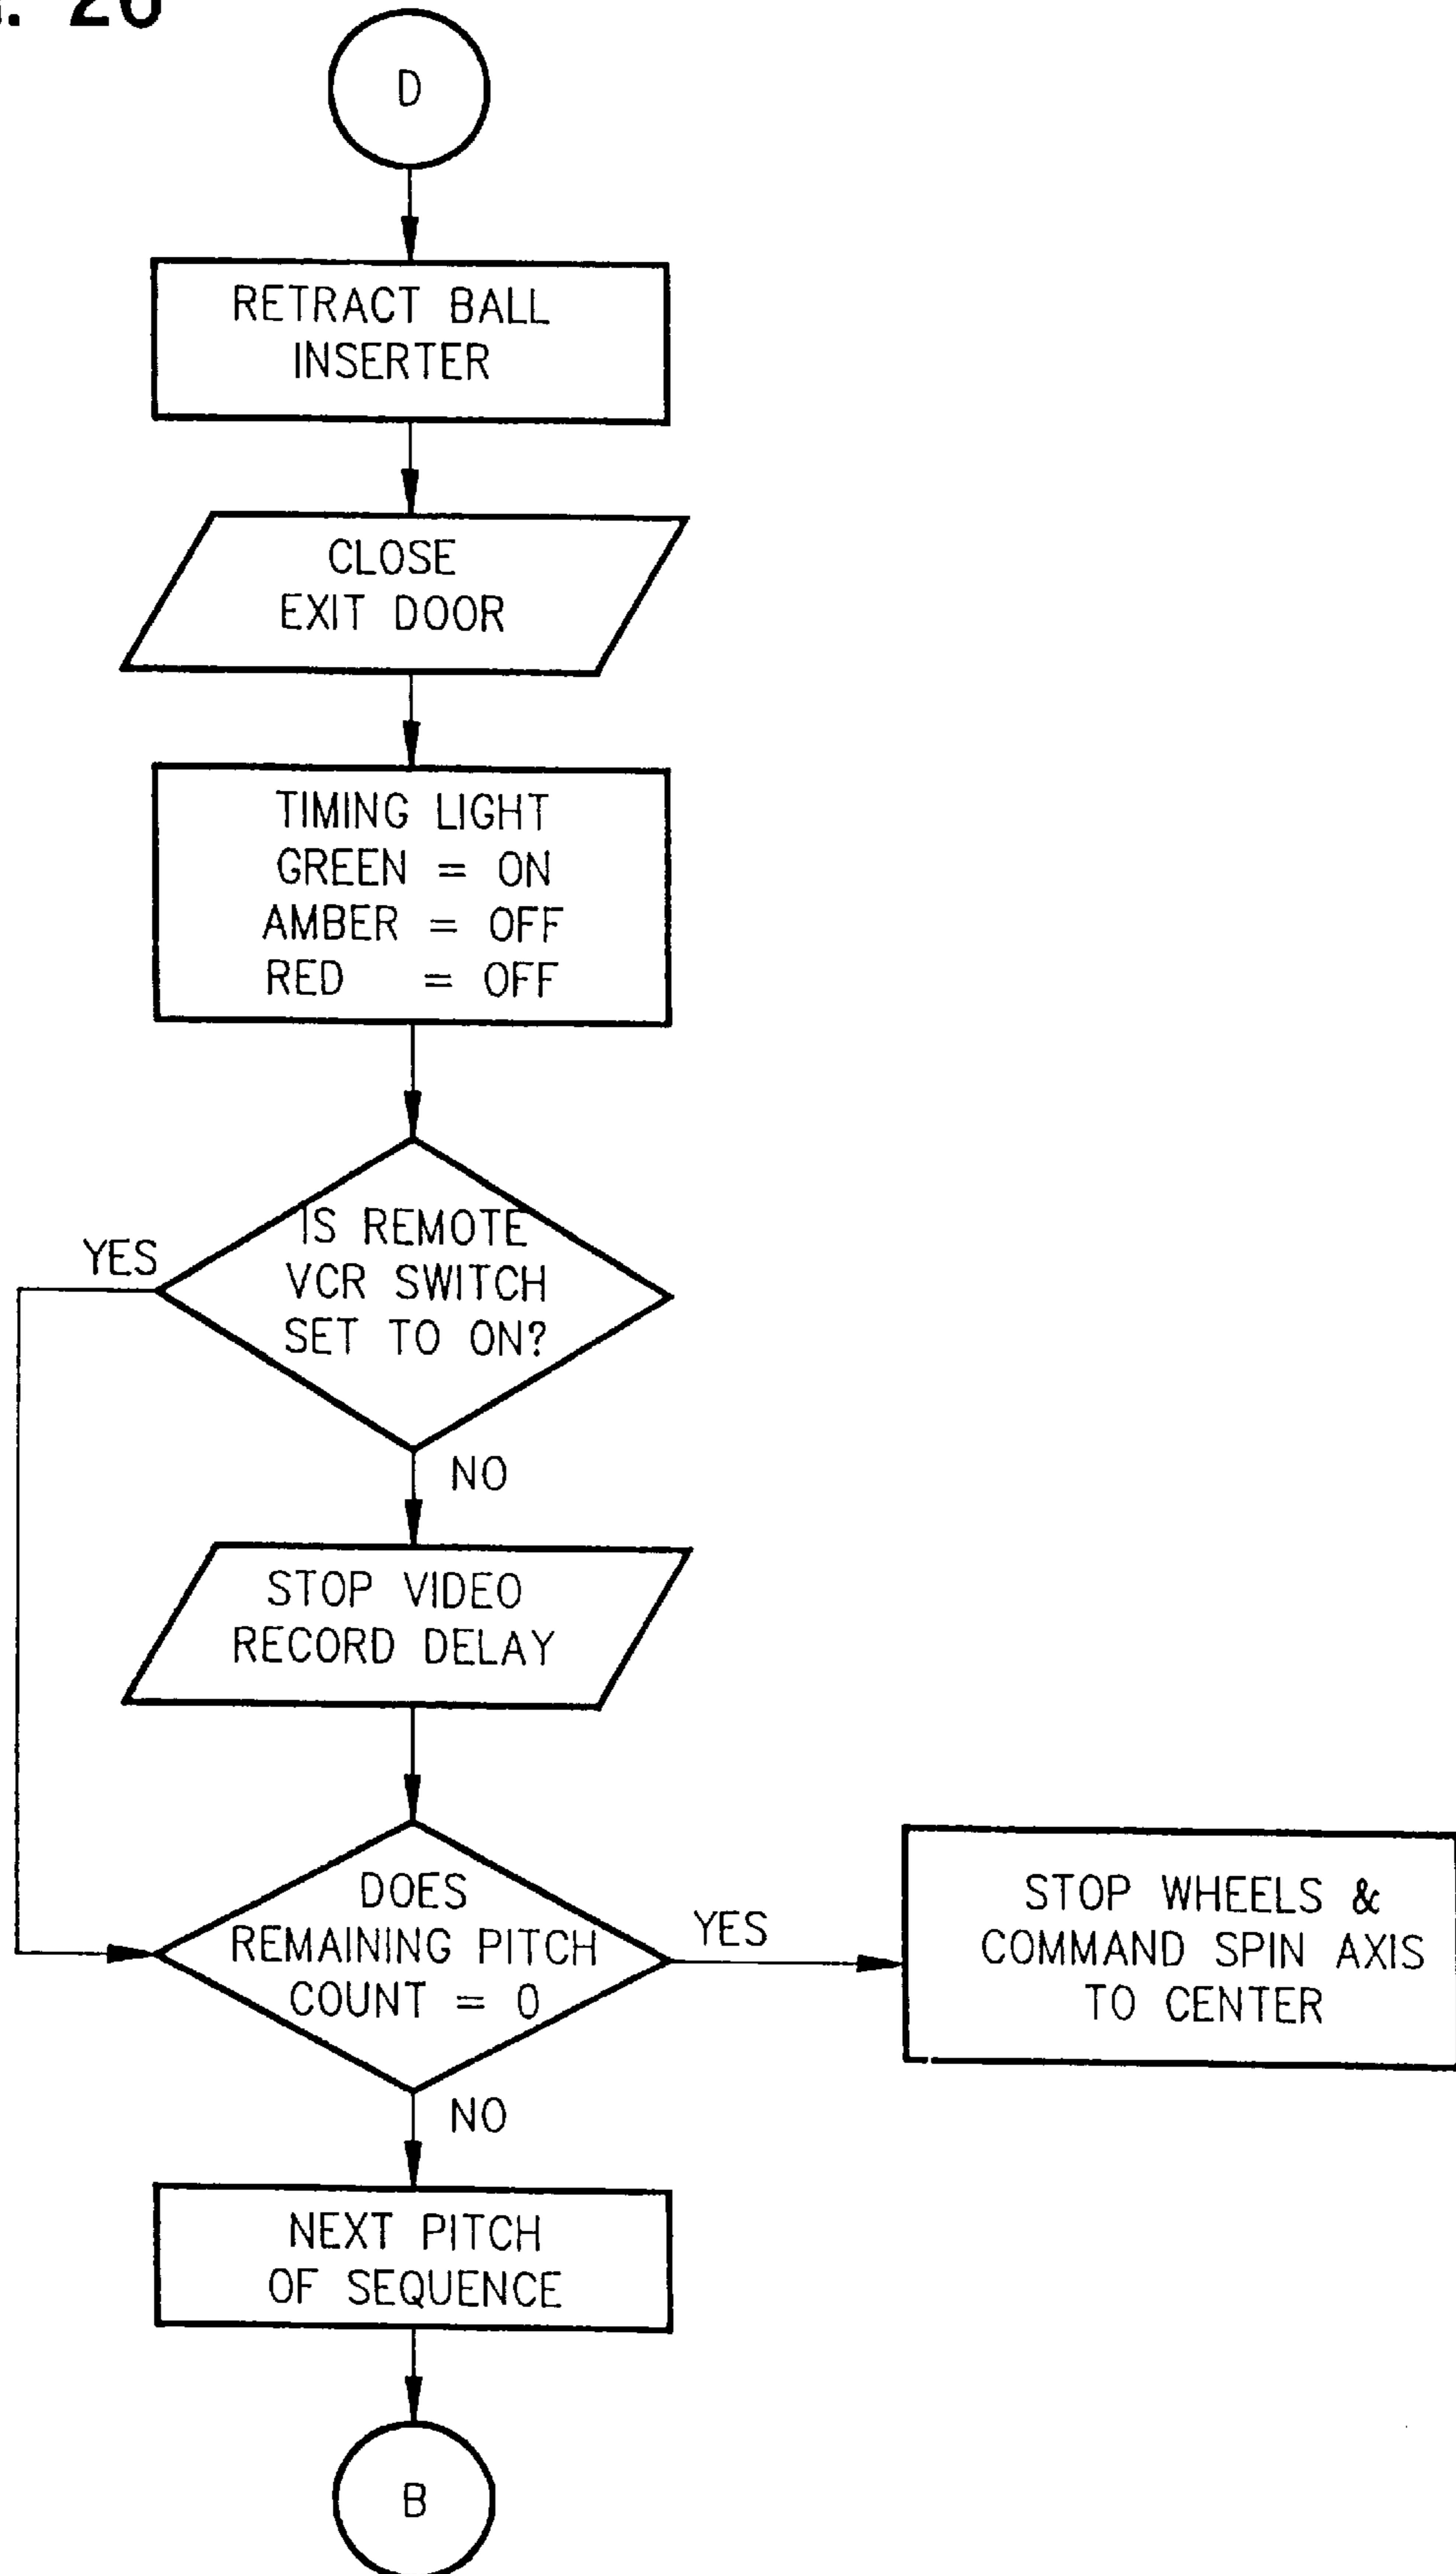 D
RETRACT BALL
INSERTER
CLOSE
EXIT DOOR
TIMING LIGHT
GREEN = ON
AMBER = OFF
RED = OFF
IS REMOTE
VCR SWITCH
SET TO ON?
YES
NO
STOP VIDEO
RECORD DELAY
DOES
REMAINING PITCH
COUNT = 0
YES
STOP WHEELS &
COMMAND SPIN AXIS
TO CENTER
NO
NEXT PITCH
OF SEQUENCE
B